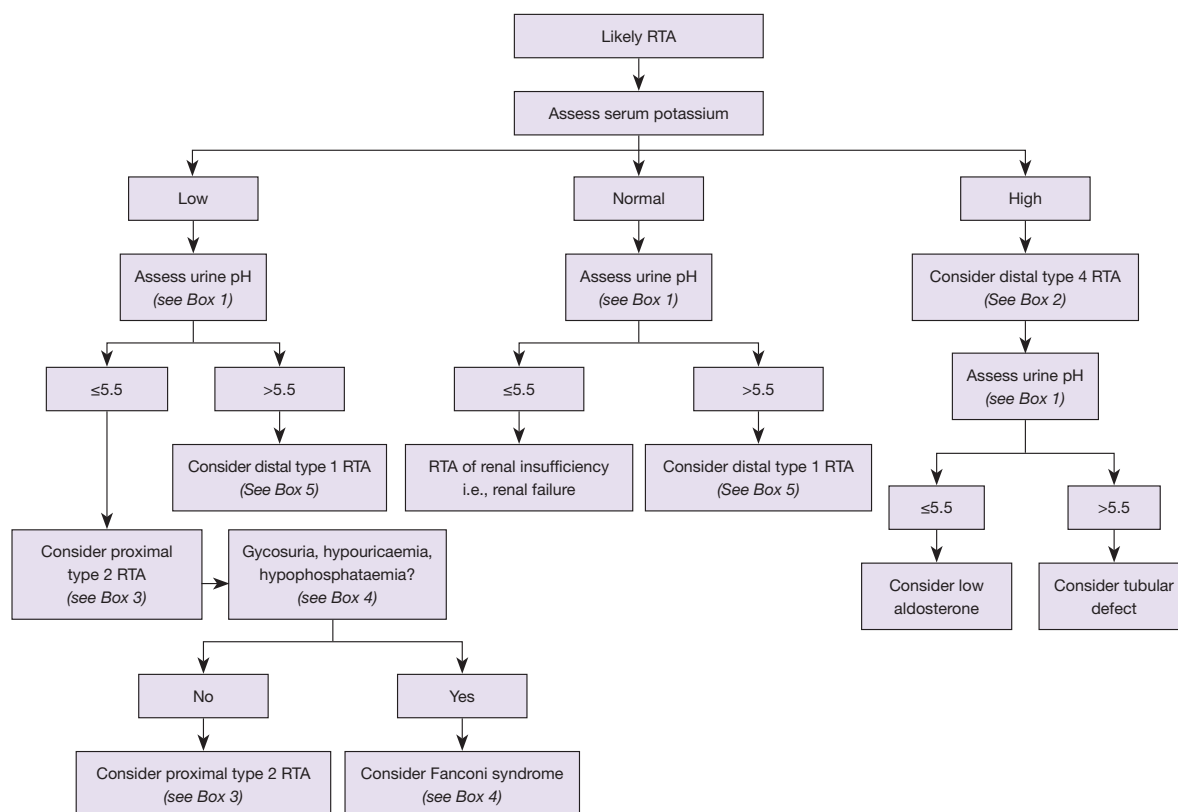 Likely RTA
Assess serum potassium
Low
Normal
High
Assess urine pH
(see Box 1)
Assess urine pH
(see Box 1)
Consider distal type 4 RTA
(See Box 2)
≤5.5
>5.5
≤5.5
>5.5
Assess urine pH
(see Box 1)
Consider distal type 1 RTA
(See Box 5)
RTA of renal insufficiency
i.e., renal failure
Consider distal type 1 RTA
(See Box 5)
≤5.5
>5.5
Consider proximal
type 2 RTA
(see Box 3)
Gycosuria, hypouricaemia,
hypophosphataemia?
(see Box 4)
Consider low
aldosterone
Consider tubular
defect
No
Yes
Consider proximal type 2 RTA
(see Box 3)
Consider Fanconi syndrome
(see Box 4)